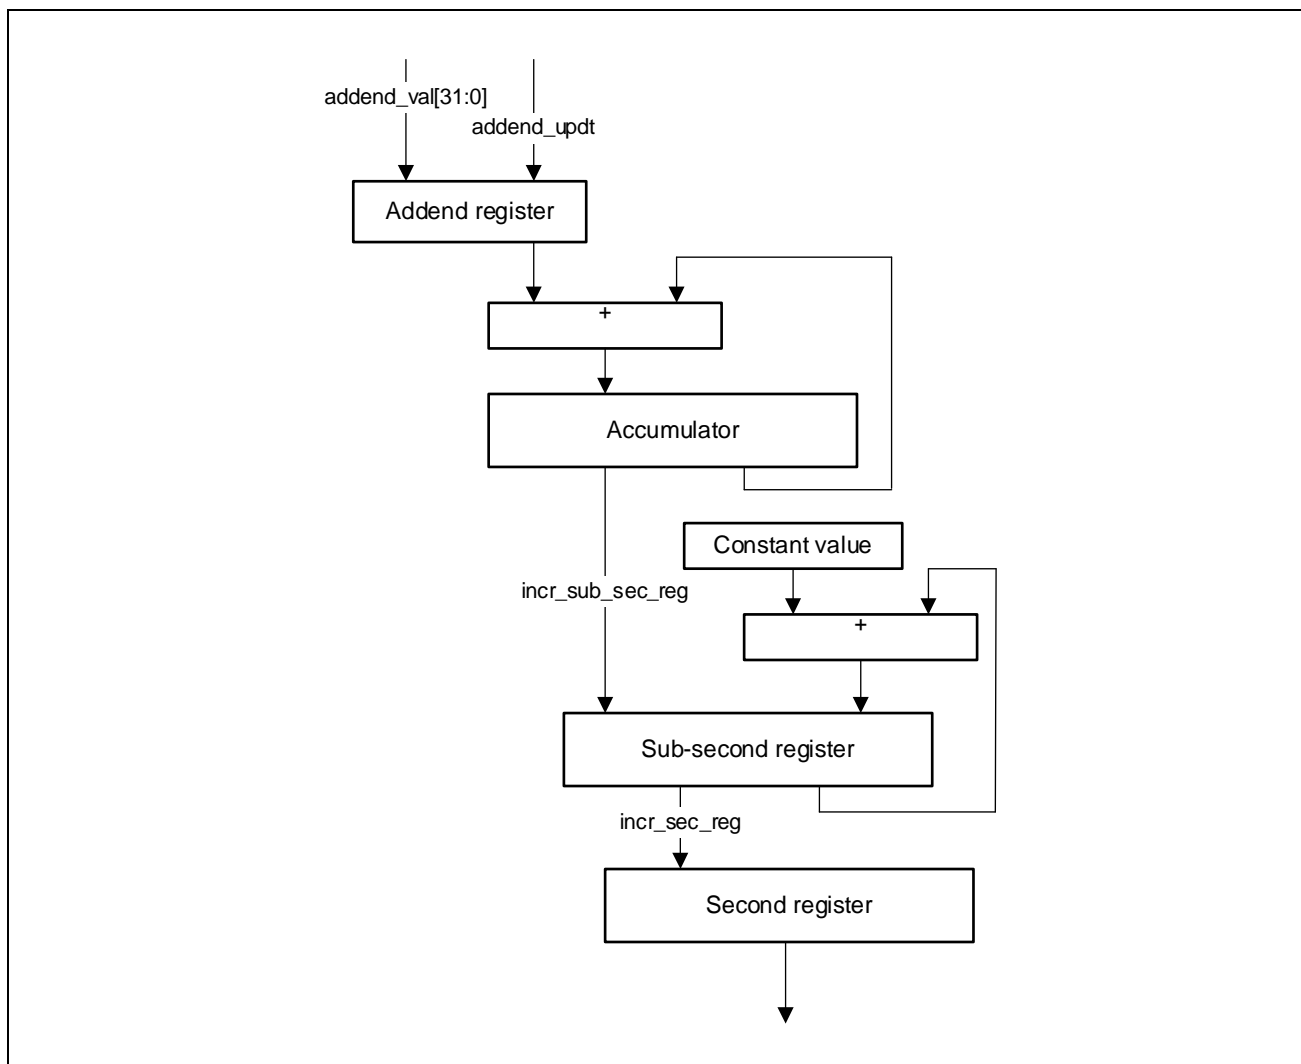 addend_val[31:0]
addend_updt
Addend register
+
Accumulator
Constant value
incr_sub_sec_reg
+
Sub-second register
incr_sec_reg
Second register